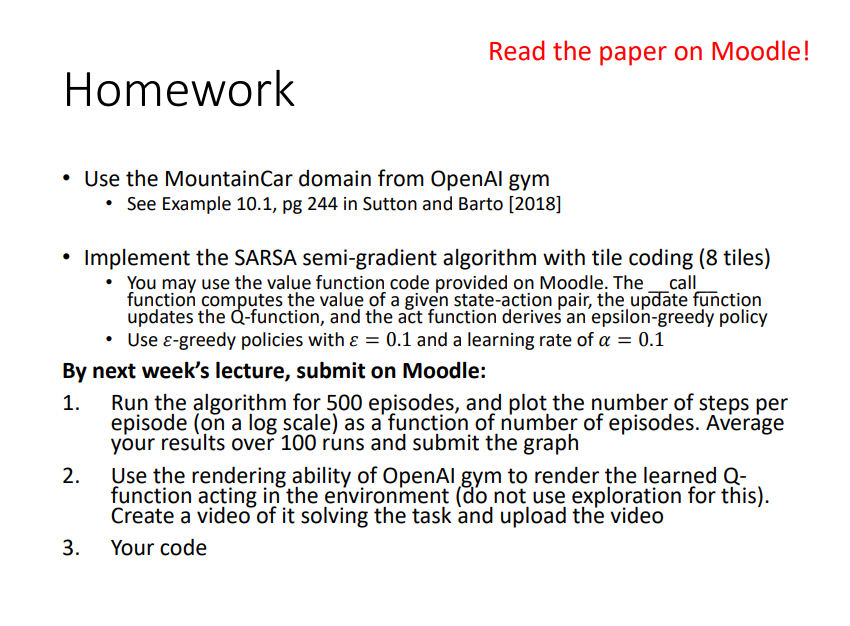 Read the paper on Moodle!
Homework
• Use the MountainCar domain from OpenAI gym
• See Example 10.1, pg 244 in Sutton and Barto [2018]
• Implement the SARSA semi-gradient algorithm with tile coding (8 tiles)
• You may use the value function code provided on Moodle. The __call__
function computes the value of a given state-action pair, the update function
updates the Q-function, and the act function derives an epsilon-greedy policy
• Use 𝜀-greedy policies with 𝜀 = 0.1 and a learning rate of 𝛼 = 0.1
By next week’s lecture, submit on Moodle:
1. Run the algorithm for 500 episodes, and plot the number of steps per
episode (on a log scale) as a function of number of episodes. Average
your results over 100 runs and submit the graph
2. Use the rendering ability of OpenAI gym to render the learned Q-
function acting in the environment (do not use exploration for this).
Create a video of it solving the task and upload the video
3. Your code